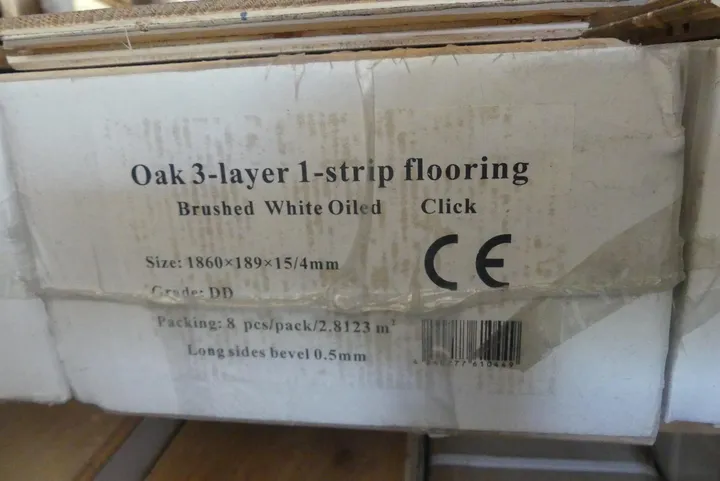 Oak 3-layer 1-strip flooring
Brushed White Oiled Click
Size: 1860×189×15/4mm
Grade: DD
Packing: 8 pcs/pack/2.8123 m²
Long sides bevel 0.5mm
CE